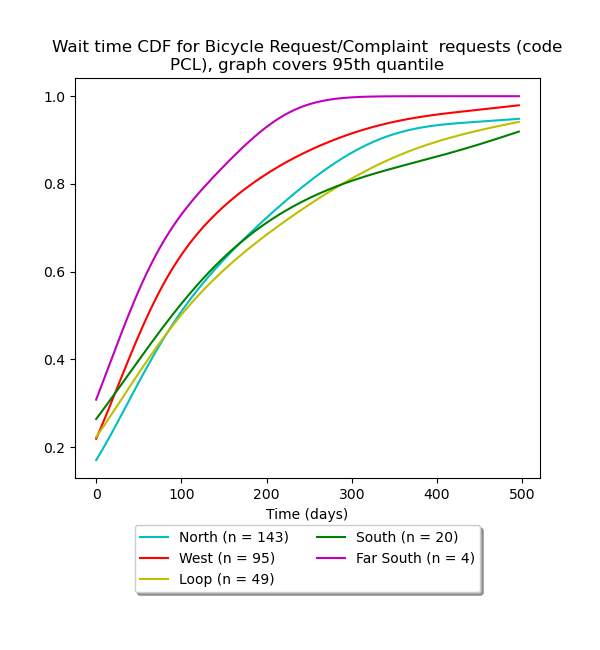 Wait time CDF for Bicycle Request/Complaint  requests (code
PCL), graph covers 95th quantile
1.0
0.8
0.6
0.4
0.2
0 100 200 300 400 500
Time (days)
North (n = 143) South (n = 20)
West (n = 95) Far South (n = 4)
Loop (n = 49)